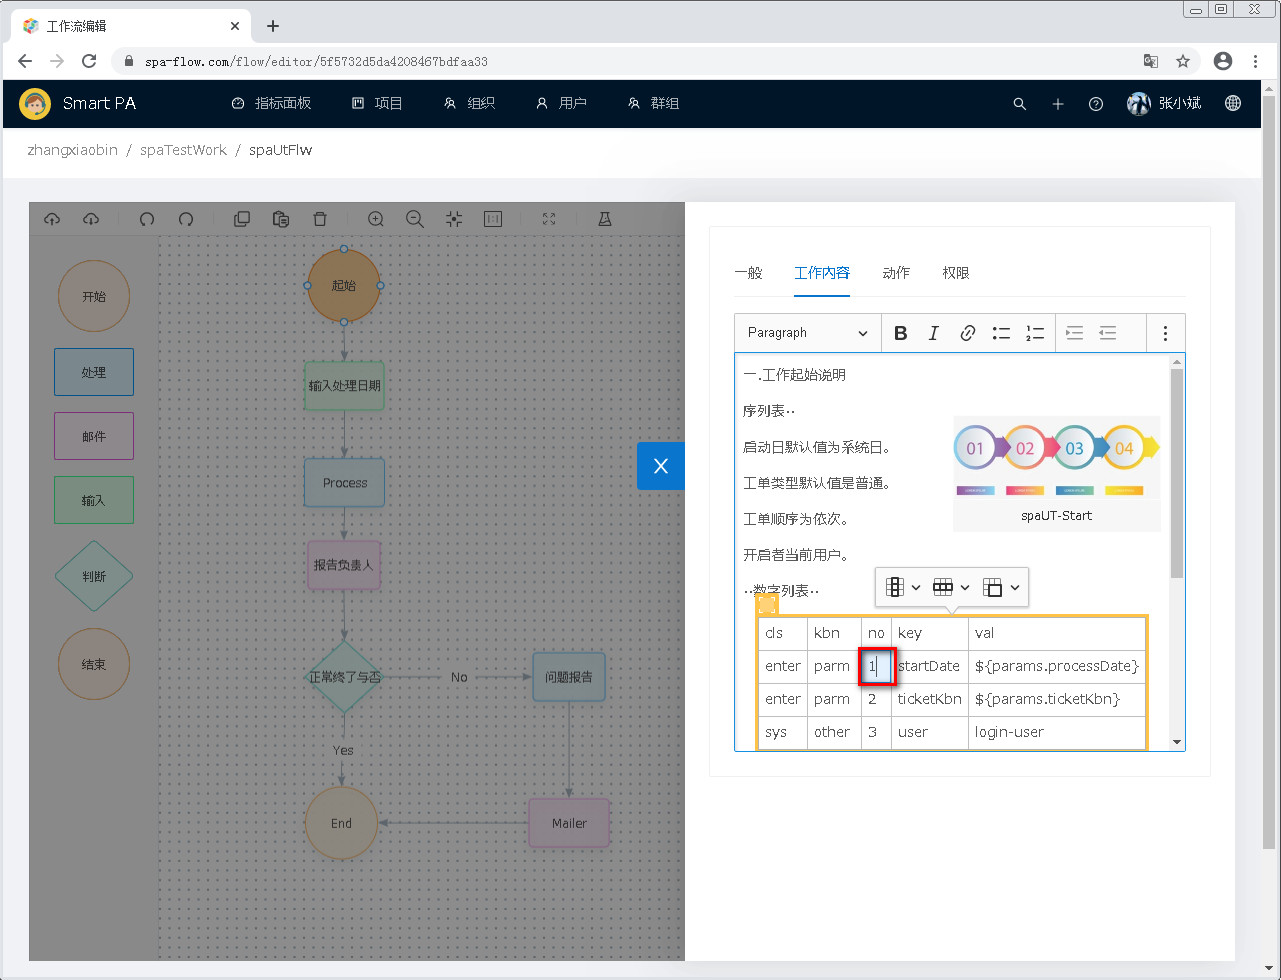 工作流编辑
spa-flow.com/flow/editor/5f5732d5da4208467bdfaa33
Smart PA
指标面板
项目
组织
用户
群组
张小斌
zhangxiaobin / spaTestWork / spaUtFlw
开始
处理
邮件
输入
判断
结束
起始
输入处理日期
Process
报告负责人
正常终了与否
No
问题报告
Yes
End
Mailer
X
一般
工作内容
动作
权限
Paragraph
一.工作起始说明
序列表··
启动日默认值为系统日。
工单类型默认值是普通。
工单顺序为依次。
开启者当前用户。
01 02 03 04
spaUT-Start
··数字列表··
cls kbn no key val
enter parm 1 startDate ${params.processDate}
enter parm 2 ticketKbn ${params.ticketKbn}
sys other 3 user login-user